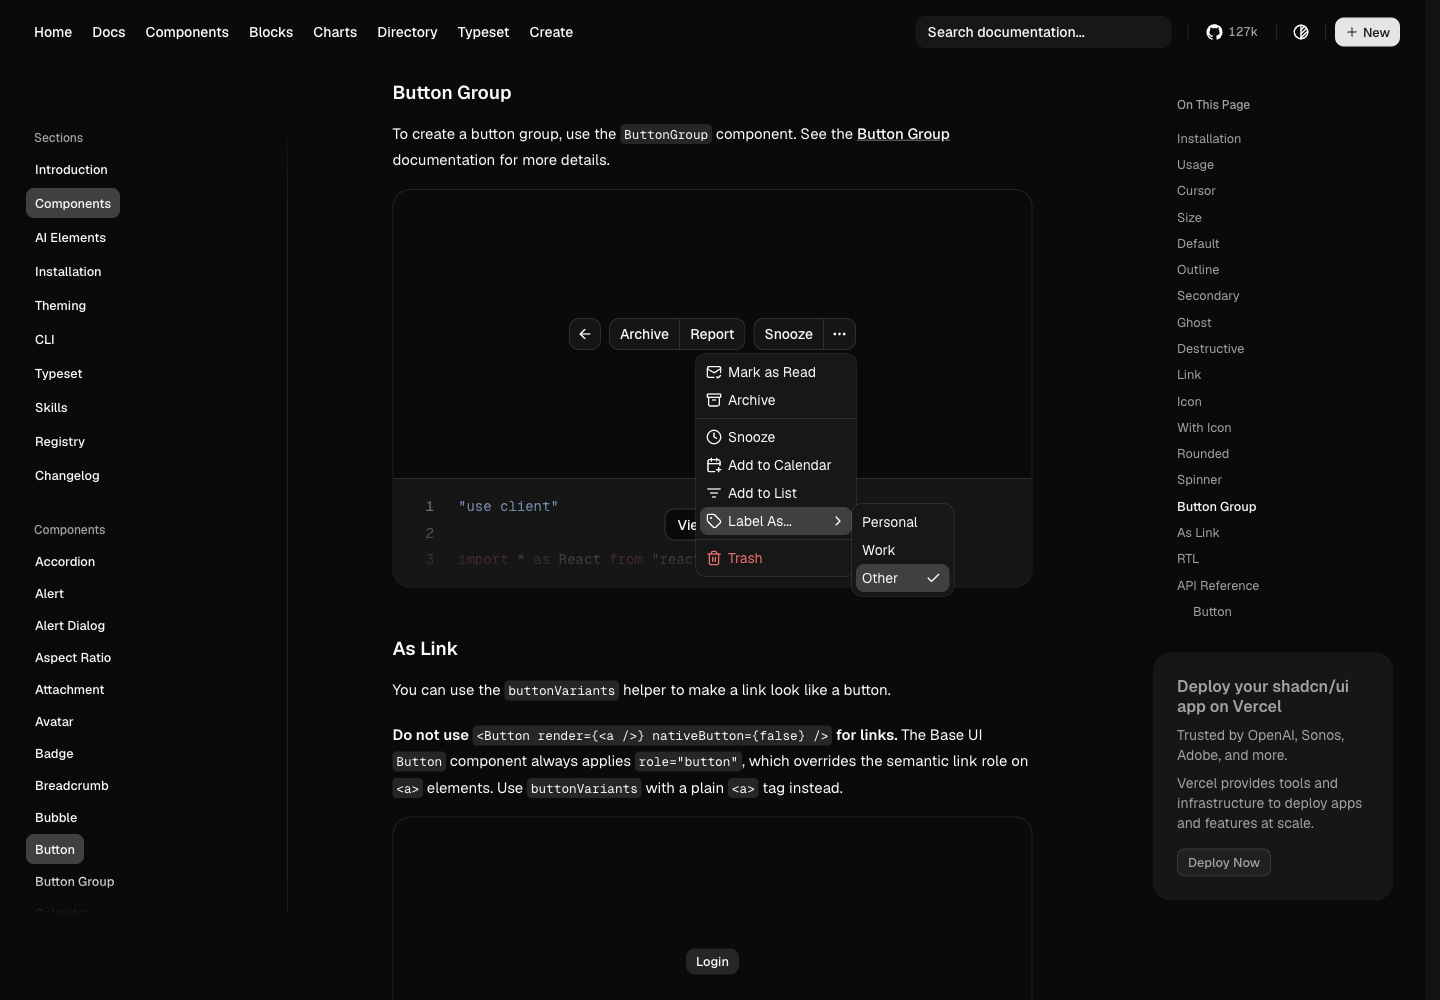 Home Docs Components Blocks Charts Directory Typeset Create
Search documentation...
127k
New
Sections
Introduction
Components
AI Elements
Installation
Theming
CLI
Typeset
Skills
Registry
Changelog
Components
Accordion
Alert
Alert Dialog
Aspect Ratio
Attachment
Avatar
Badge
Breadcrumb
Bubble
Button
Button Group
Calendar
Button Group
To create a button group, use the ButtonGroup component. See the Button Group
documentation for more details.
Archive Report Snooze
Mark as Read
Archive
Snooze
Add to Calendar
Add to List
Label As...
Trash
Personal
Work
Other
1 "use client"
2
3 import * as React from "react
Vie
As Link
You can use the buttonVariants helper to make a link look like a button.
Do not use <Button render={<a />} nativeButton={false} /> for links. The Base UI
Button component always applies role="button", which overrides the semantic link role on
<a> elements. Use buttonVariants with a plain <a> tag instead.
Login
On This Page
Installation
Usage
Cursor
Size
Default
Outline
Secondary
Ghost
Destructive
Link
Icon
With Icon
Rounded
Spinner
Button Group
As Link
RTL
API Reference
Button
Deploy your shadcn/ui
app on Vercel
Trusted by OpenAI, Sonos,
Adobe, and more.
Vercel provides tools and
infrastructure to deploy apps
and features at scale.
Deploy Now